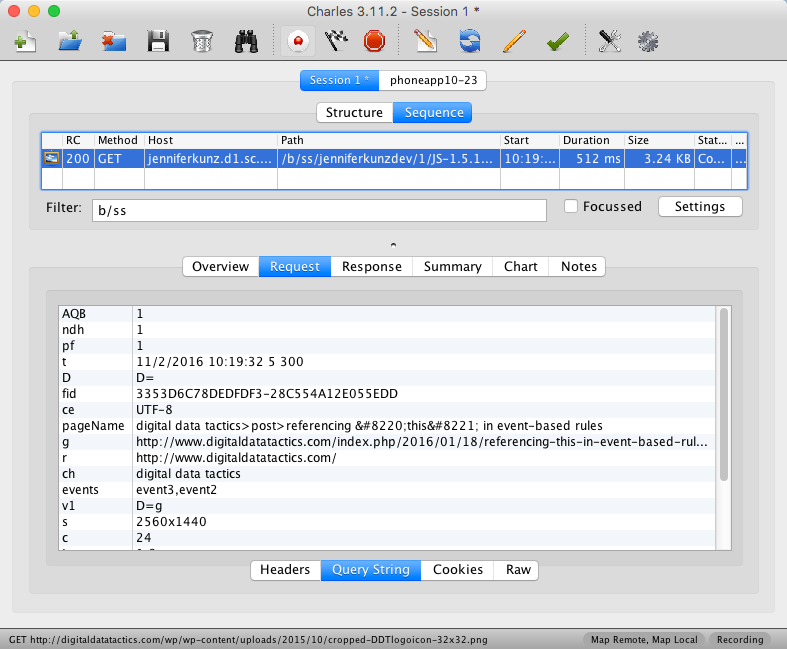 Charles 3.11.2 - Session 1 *
Session 1 * phoneapp10-23
Structure Sequence
RC Method Host Path Start Duration Size Stat... ...
200 GET jenniferkunz.d1.sc.... /b/ss/jenniferkunzdev/1/JS-1.5.1... 10:19:... 512 ms 3.24 KB Co... ...
Filter: b/ss Focussed Settings
Overview Request Response Summary Chart Notes
AQB 1
ndh 1
pf 1
t 11/2/2016 10:19:32 5 300
D D=
fid 3353D6C78DEDFDF3-28C554A12E055EDD
ce UTF-8
pageName digital data tactics>post>referencing &#8220;this&#8221; in event-based rules
g http://www.digitaldatatactics.com/index.php/2016/01/18/referencing-this-in-event-based-rul...
r http://www.digitaldatatactics.com/
ch digital data tactics
events event3,event2
v1 D=g
s 2560x1440
c 24
Headers Query String Cookies Raw
GET http://digitaldatatactics.com/wp/wp-content/uploads/2015/10/cropped-DDTlogoicon-32x32.png Map Remote, Map Local Recording